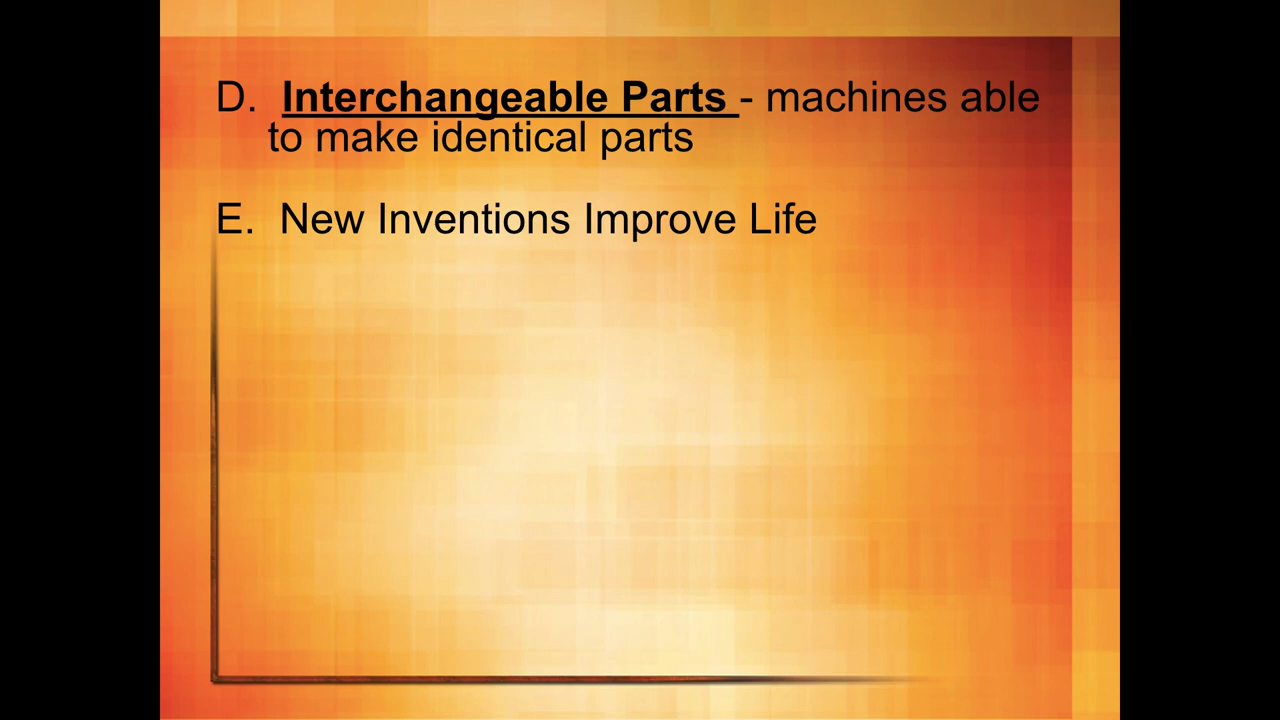 D. Interchangeable Parts - machines able
to make identical parts
E. New Inventions Improve Life